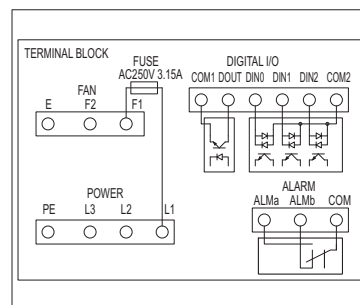 TERMINAL BLOCK
FUSE
AC250V 3.15A
DIGITAL I/O
COM1 DOUT DIN0 DIN1 DIN2 COM2
FAN
E F2 F1
POWER
PE L3 L2 L1
ALARM
ALMa ALMb COM